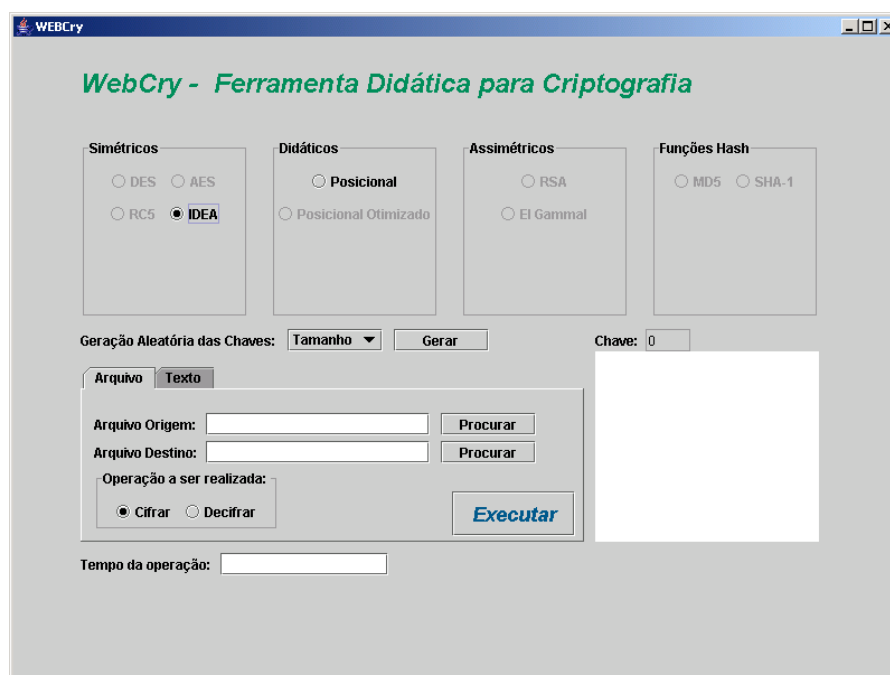 WEBCry
WebCry - Ferramenta Didática para Criptografia
Simétricos
DES AES
RC5 IDEA
Didáticos
Posicional
Posicional Otimizado
Assimétricos
RSA
El Gammal
Funções Hash
MD5 SHA-1
Geração Aleatória das Chaves: Tamanho Gerar
Chave: 0
Arquivo Texto
Arquivo Origem: Procurar
Arquivo Destino: Procurar
Operação a ser realizada:
Cifrar Decifrar
Executar
Tempo da operação: